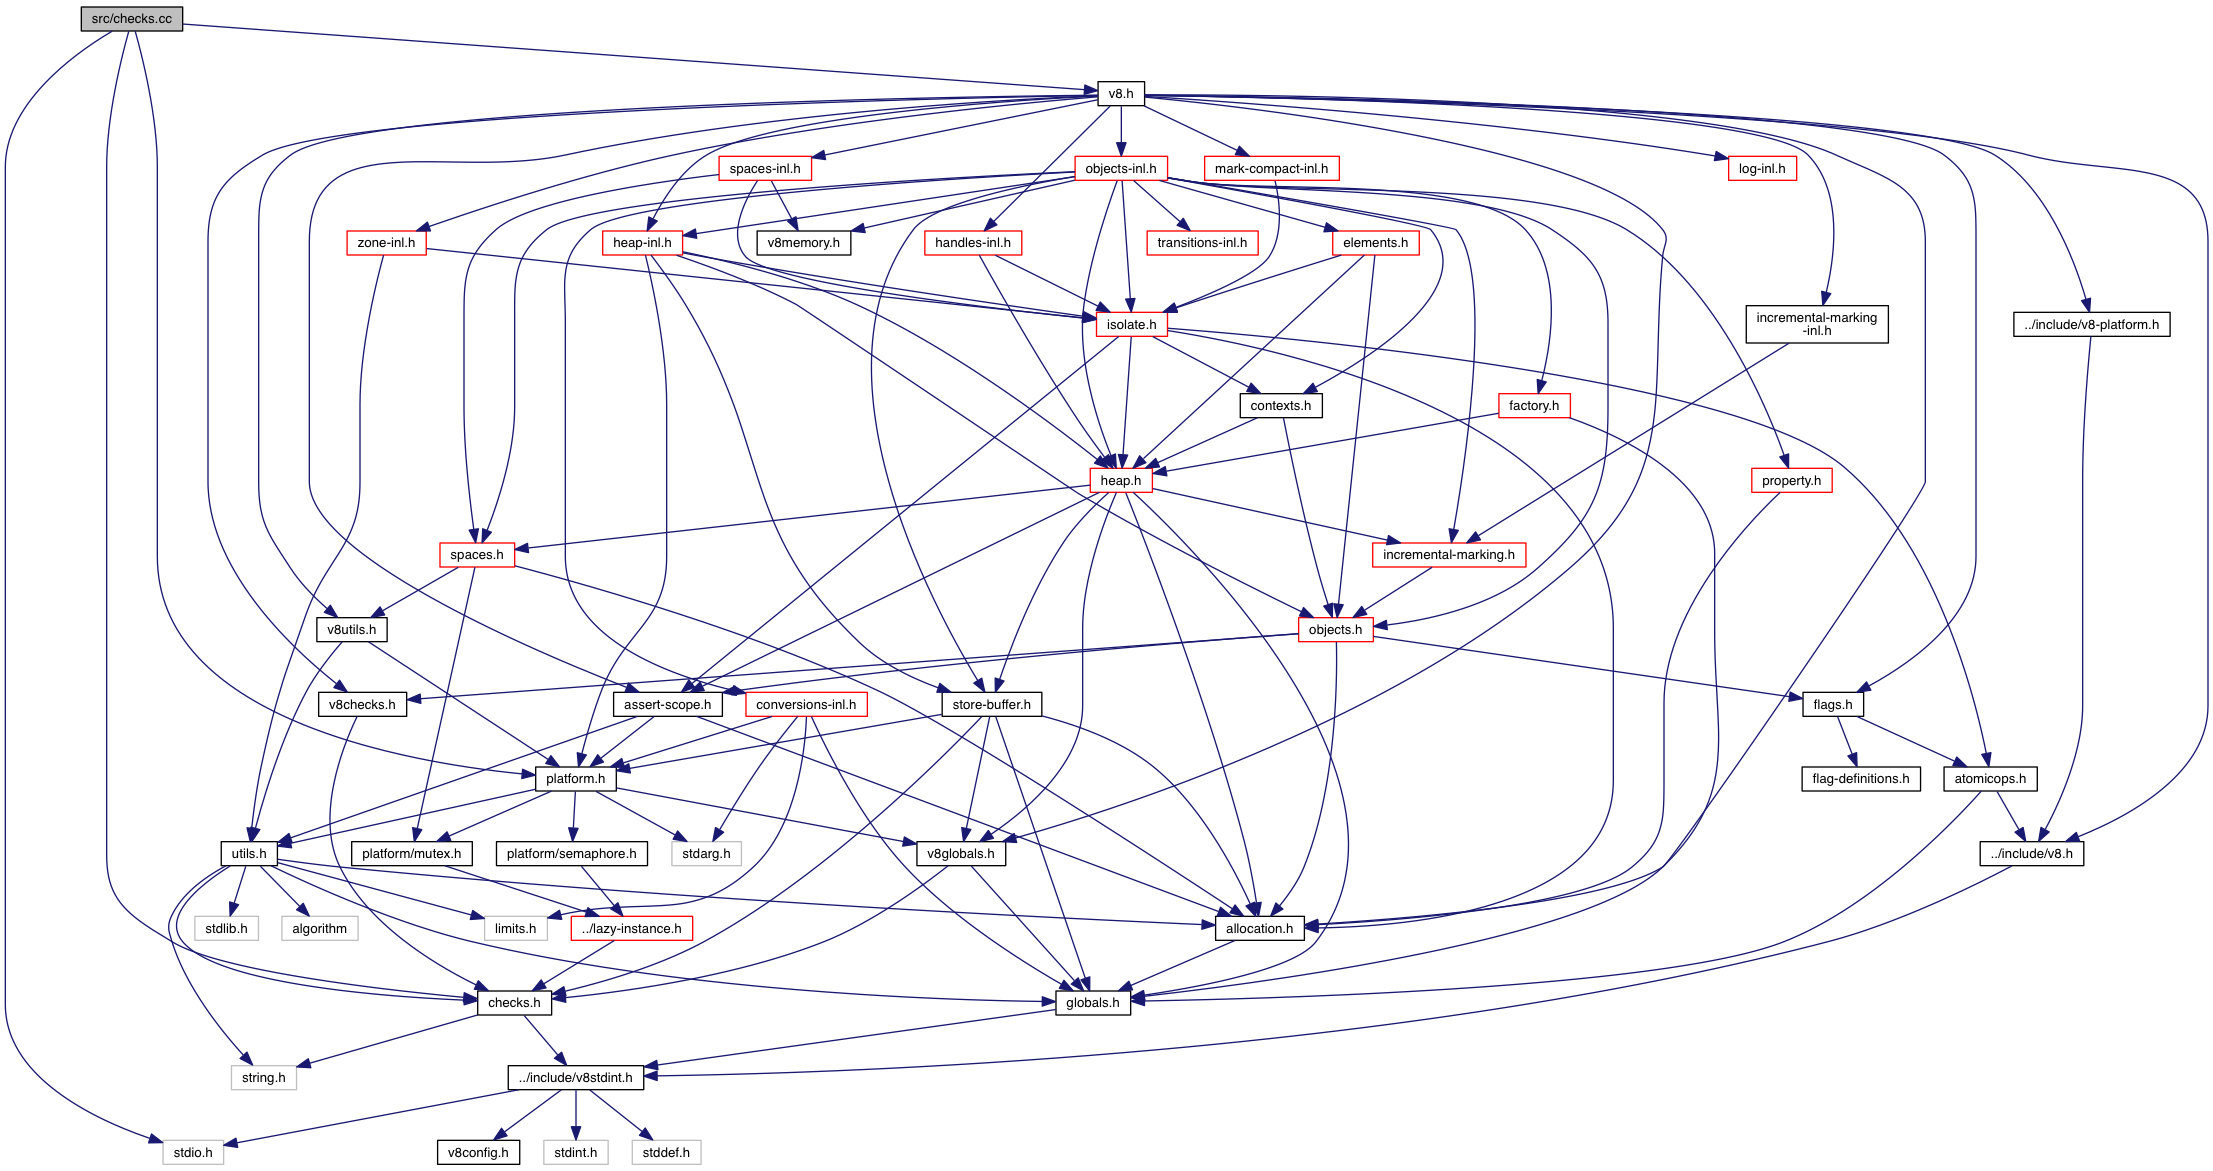 src/checks.cc
v8.h
spaces-inl.h
objects-inl.h
mark-compact-inl.h
log-inl.h
zone-inl.h
heap-inl.h
v8memory.h
handles-inl.h
transitions-inl.h
elements.h
isolate.h
incremental-marking
-inl.h
../include/v8-platform.h
contexts.h
factory.h
heap.h
property.h
spaces.h
incremental-marking.h
v8utils.h
objects.h
v8checks.h
assert-scope.h
conversions-inl.h
store-buffer.h
flags.h
platform.h
flag-definitions.h
atomicops.h
utils.h
platform/mutex.h
platform/semaphore.h
stdarg.h
v8globals.h
../include/v8.h
stdlib.h
algorithm
limits.h
../lazy-instance.h
allocation.h
checks.h
globals.h
string.h
../include/v8stdint.h
stdio.h
v8config.h
stdint.h
stddef.h